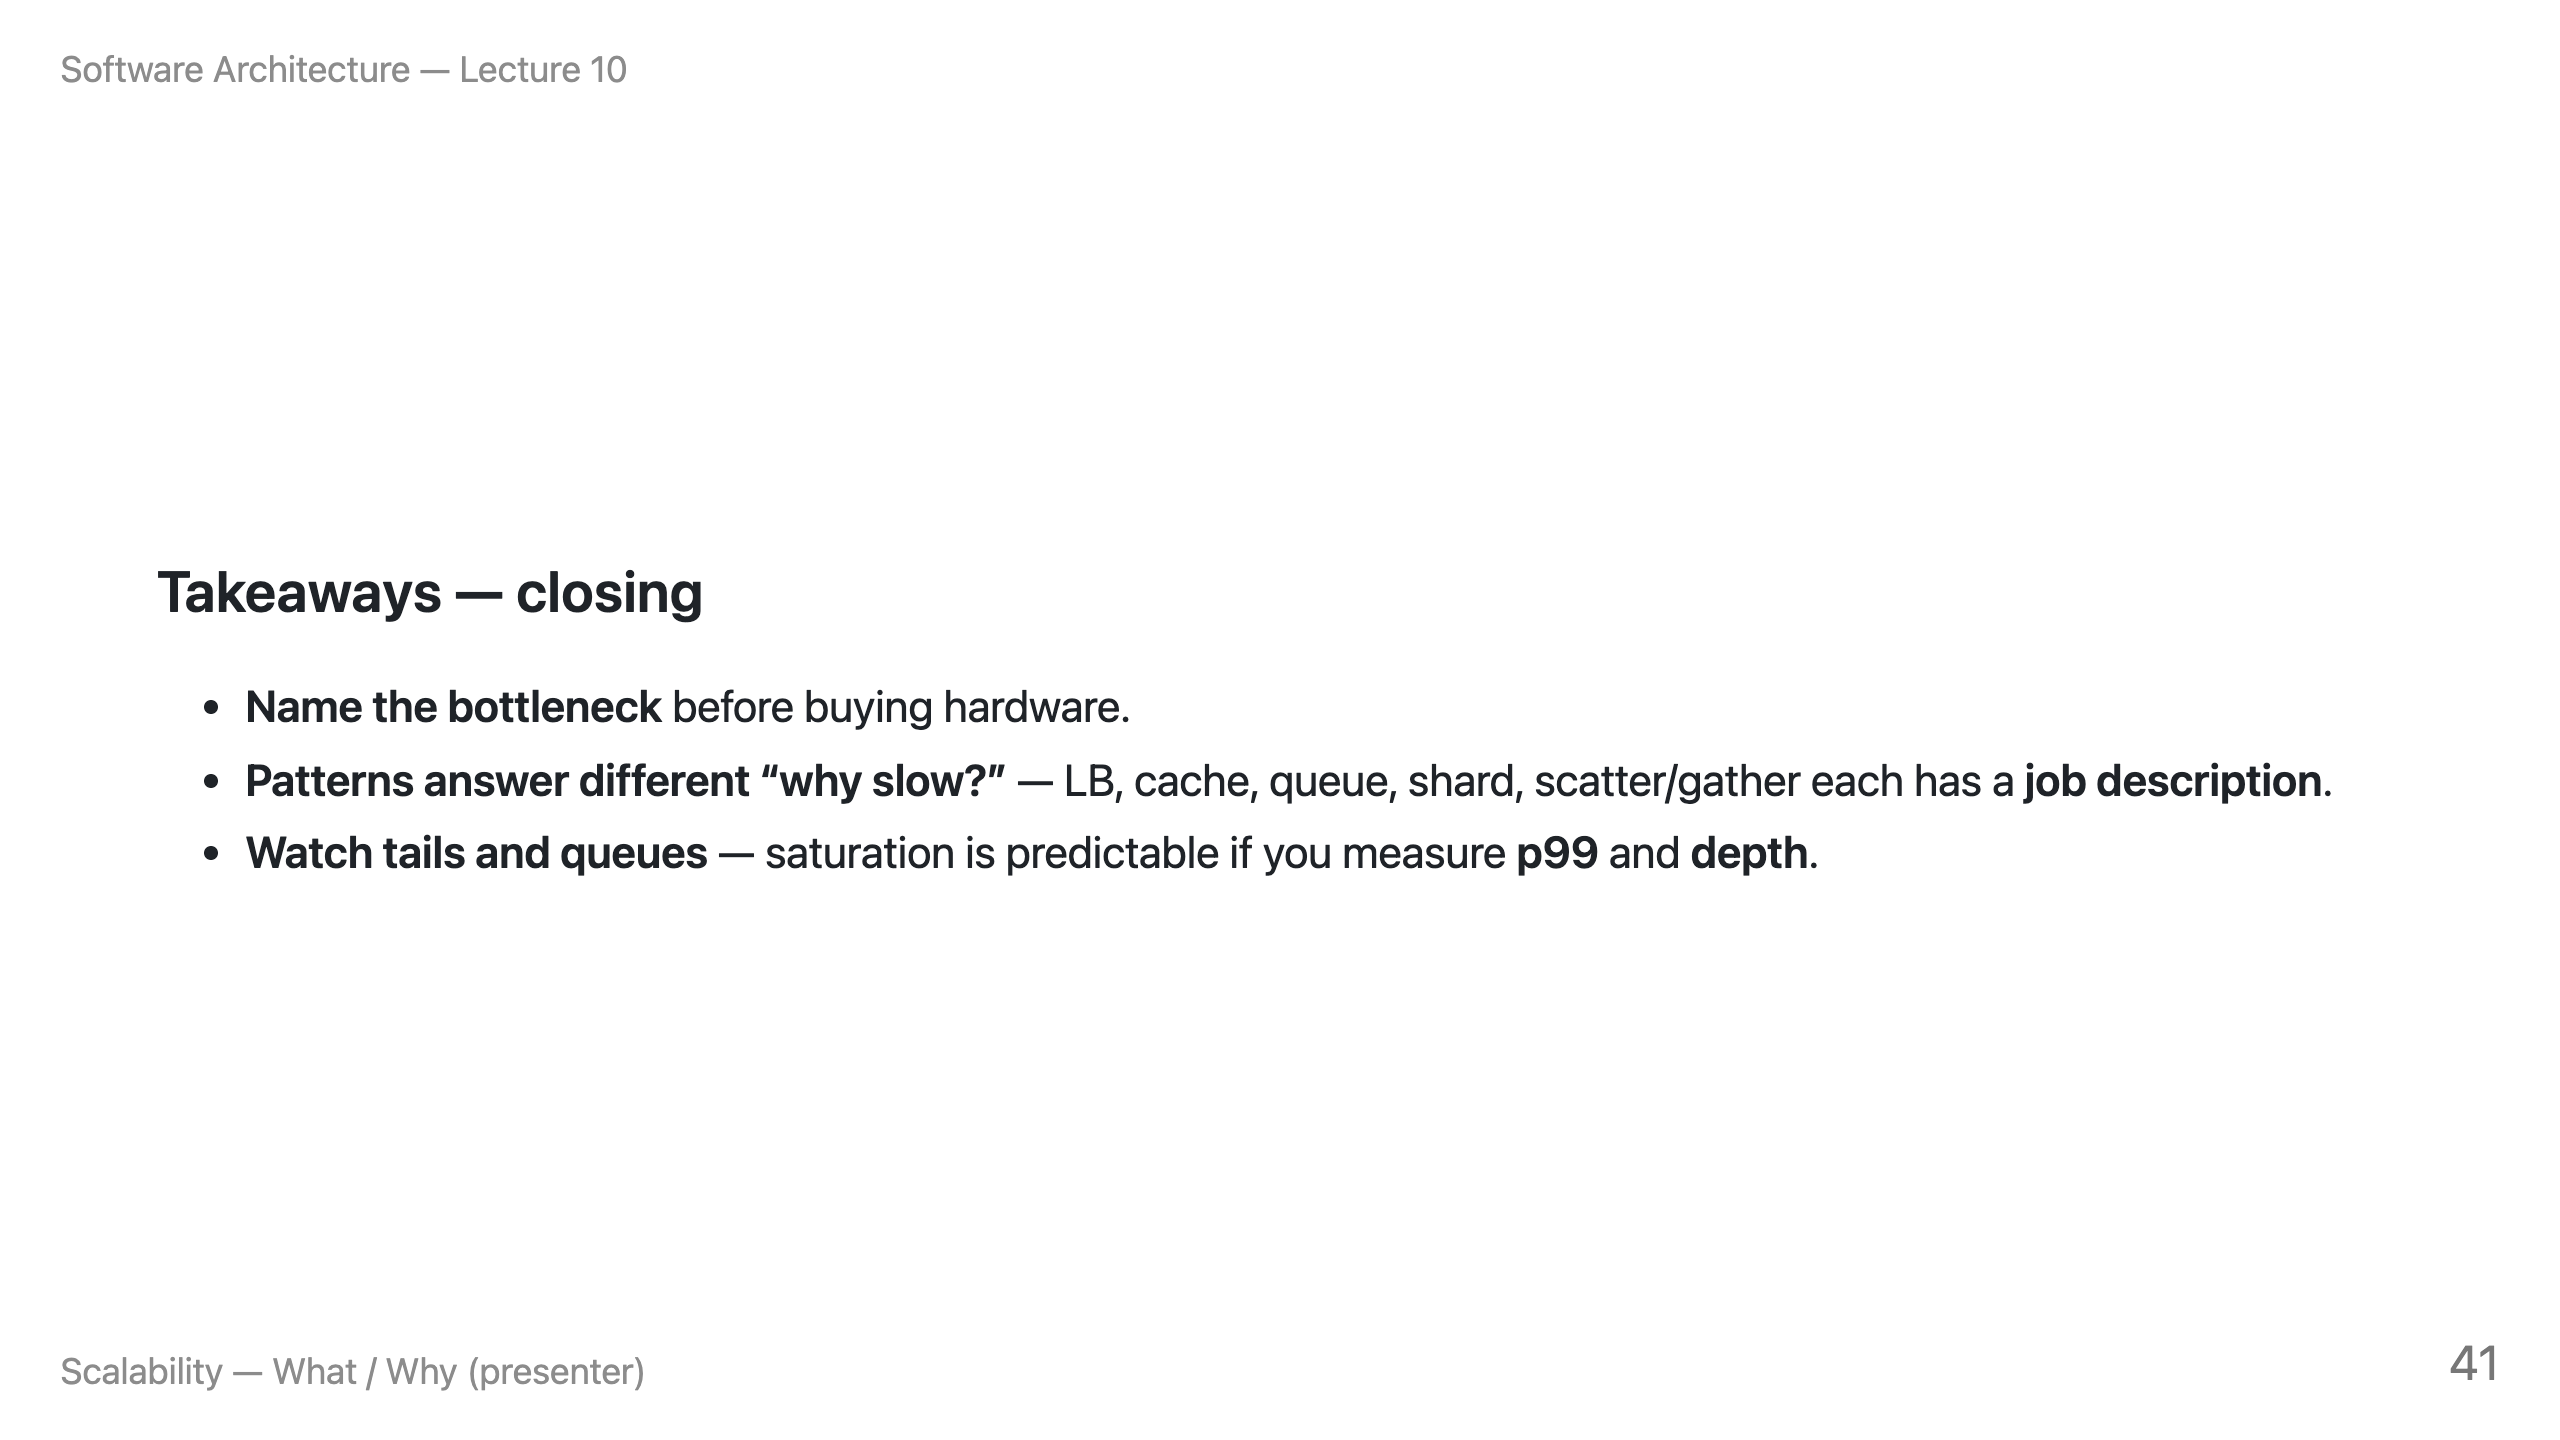 Software Architecture — Lecture 10
Takeaways — closing
• Name the bottleneck before buying hardware.
• Patterns answer different “why slow?” — LB, cache, queue, shard, scatter/gather each has a job description.
• Watch tails and queues — saturation is predictable if you measure p99 and depth.
Scalability — What / Why (presenter)
41